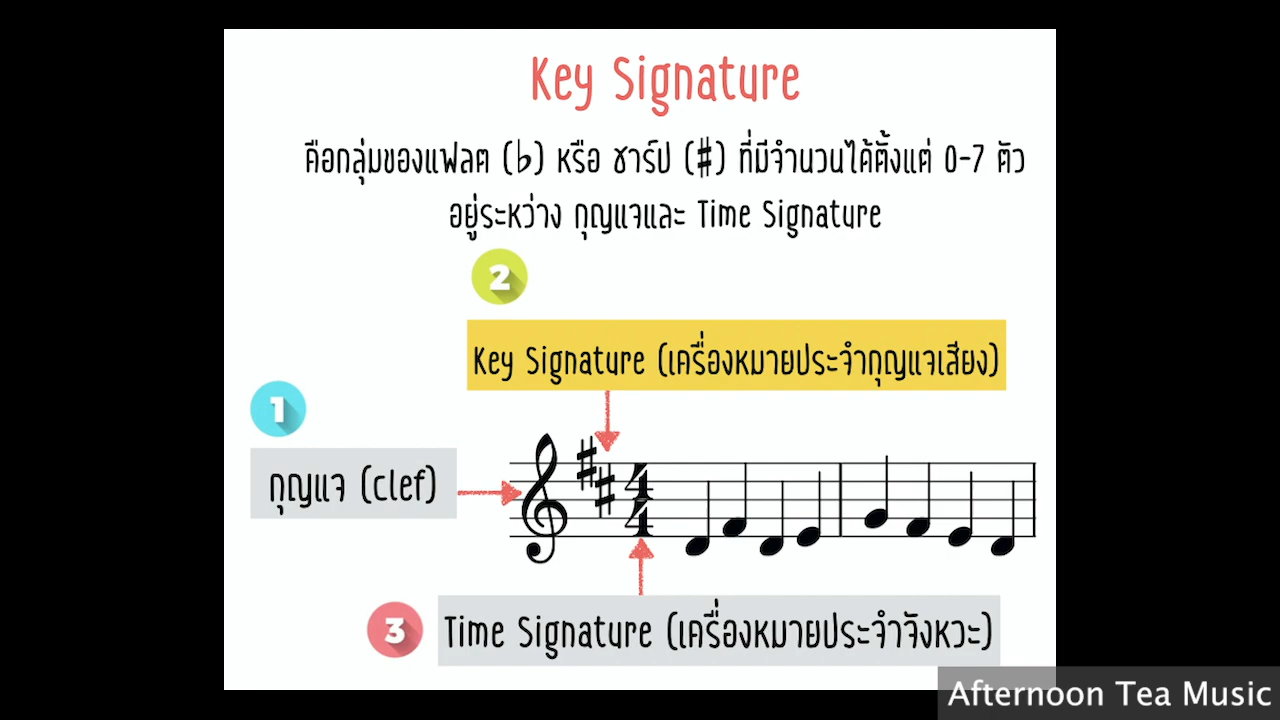 Key Signature
คือกลุ่มของแฟลต (♭) หรือ ชาร์ป (♯) ที่มีจำนวนได้ตั้งแต่ 0-7 ตัว
อยู่ระหว่าง กุญแจและ Time Signature
2
Key Signature (เครื่องหมายประจำกุญแจเสียง)
1
กุญแจ (clef)
4
4
3
Time Signature (เครื่องหมายประจำจังหวะ)
Afternoon Tea Music